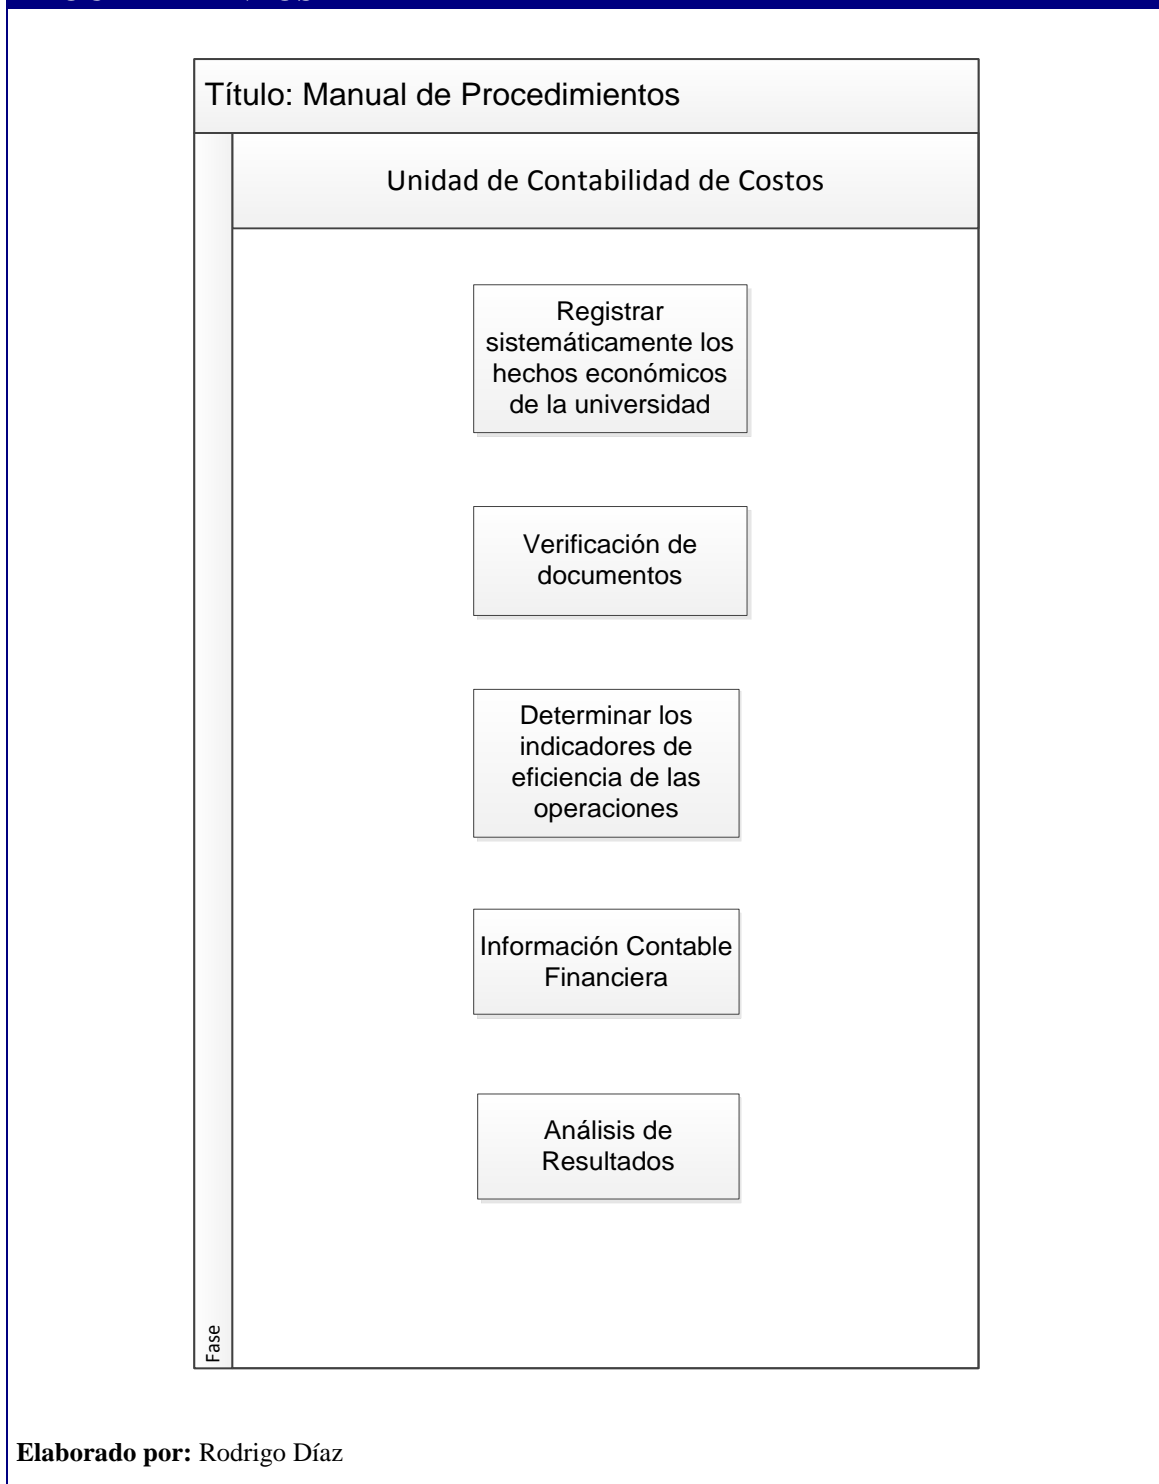 Título: Manual de Procedimientos
Unidad de Contabilidad de Costos
Registrar
sistemáticamente los
hechos económicos
de la universidad
Verificación de
documentos
Determinar los
indicadores de
eficiencia de las
operaciones
Información Contable
Financiera
Análisis de
Resultados
Fase
Elaborado por: Rodrigo Díaz